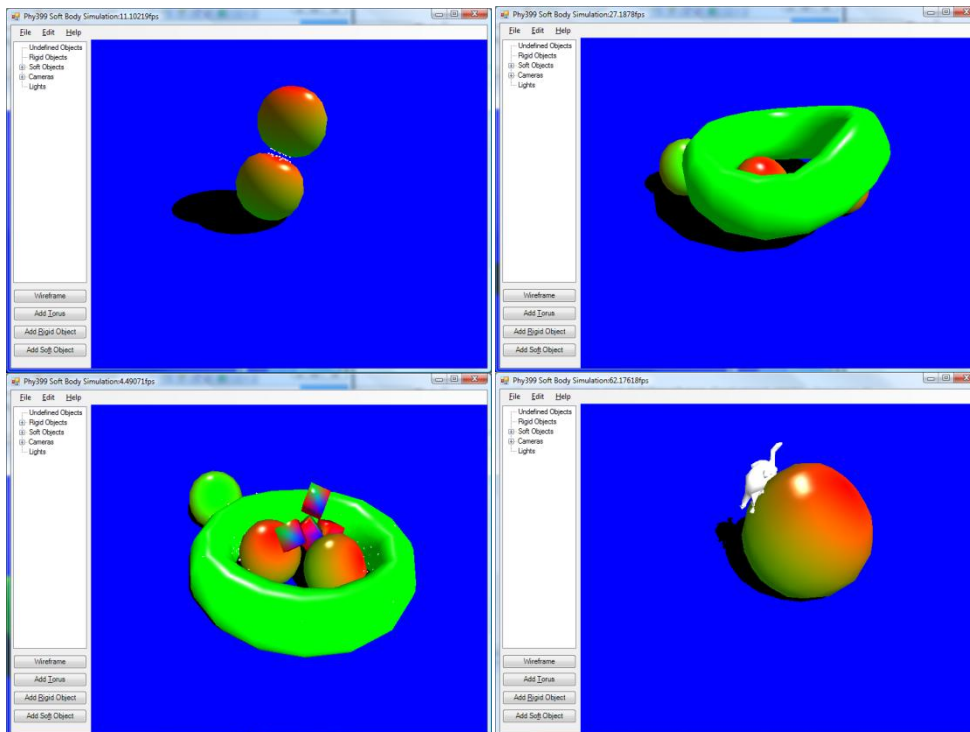 Phy399 Soft Body Simulation:11.10219fps
File Edit Help
Undefined Objects
Rigid Objects
Soft Objects
Cameras
Lights
Wireframe
Add Torus
Add Rigid Object
Add Soft Object
Phy399 Soft Body Simulation:27.1878fps
File Edit Help
Undefined Objects
Rigid Objects
Soft Objects
Cameras
Lights
Wireframe
Add Torus
Add Rigid Object
Add Soft Object
Phy399 Soft Body Simulation:4.49071fps
File Edit Help
Undefined Objects
Rigid Objects
Soft Objects
Cameras
Lights
Wireframe
Add Torus
Add Rigid Object
Add Soft Object
Phy399 Soft Body Simulation:62.17618fps
File Edit Help
Undefined Objects
Rigid Objects
Soft Objects
Cameras
Lights
Wireframe
Add Torus
Add Rigid Object
Add Soft Object